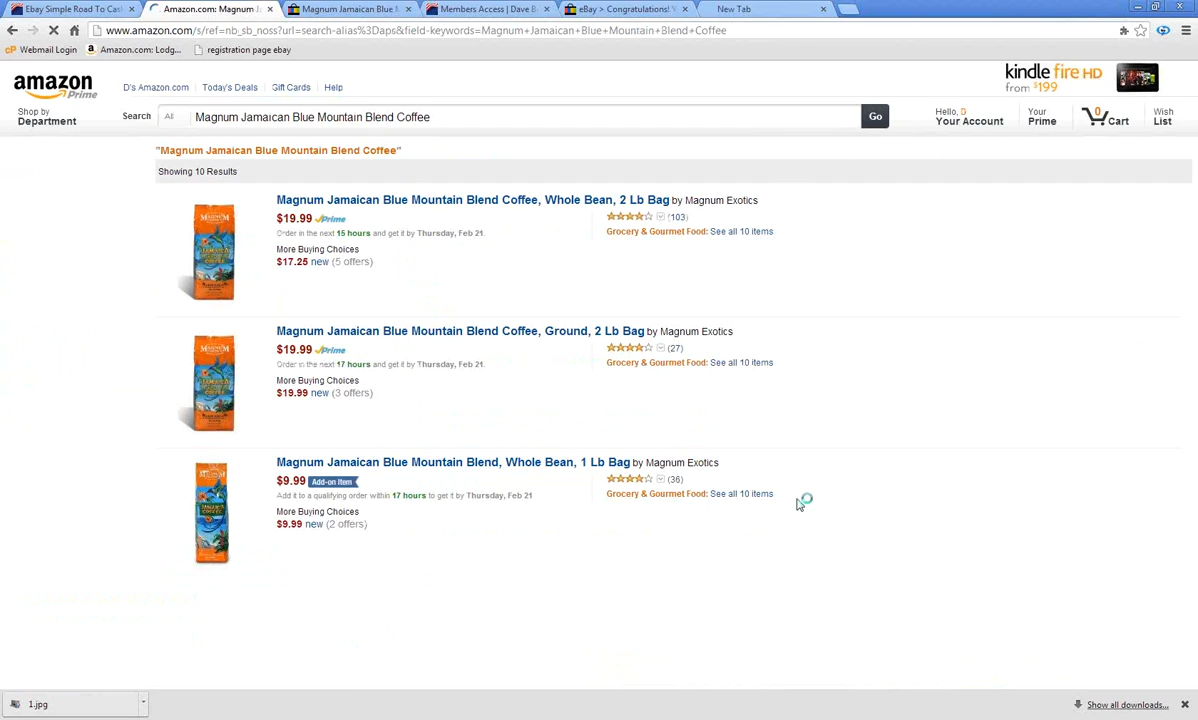 Ebay Simple Road To Cas
Amazon.com: Magnum Ja
Magnum Jamaican Blue M
Members Access | Dave B
eBay > Congratulations! Y
New Tab
www.amazon.com/s/ref=nb_sb_noss?url=search-alias%3Daps&field-keywords=Magnum+Jamaican+Blue+Mountain+Blend+Coffee
Webmail Login
Amazon.com: Lodg...
registration page ebay
amazon
Prime
D's Amazon.com
Today's Deals
Gift Cards
Help
kindle fire HD
from $199
Shop by
Department
Search
All
Magnum Jamaican Blue Mountain Blend Coffee
Go
Hello, D
Your Account
Your
Prime
0
Cart
Wish
List
"Magnum Jamaican Blue Mountain Blend Coffee"
Showing 10 Results
Magnum Jamaican Blue Mountain Blend Coffee, Whole Bean, 2 Lb Bag by Magnum Exotics
$19.99 Prime
(103)
Order in the next 15 hours and get it by Thursday, Feb 21.
Grocery & Gourmet Food: See all 10 items
More Buying Choices
$17.25 new (5 offers)
Magnum Jamaican Blue Mountain Blend Coffee, Ground, 2 Lb Bag by Magnum Exotics
$19.99 Prime
(27)
Order in the next 17 hours and get it by Thursday, Feb 21.
Grocery & Gourmet Food: See all 10 items
More Buying Choices
$19.99 new (3 offers)
Magnum Jamaican Blue Mountain Blend, Whole Bean, 1 Lb Bag by Magnum Exotics
$9.99 Add-on Item
(36)
Add it to a qualifying order within 17 hours to get it by Thursday, Feb 21
Grocery & Gourmet Food: See all 10 items
More Buying Choices
$9.99 new (2 offers)
1.jpg
Show all downloads...